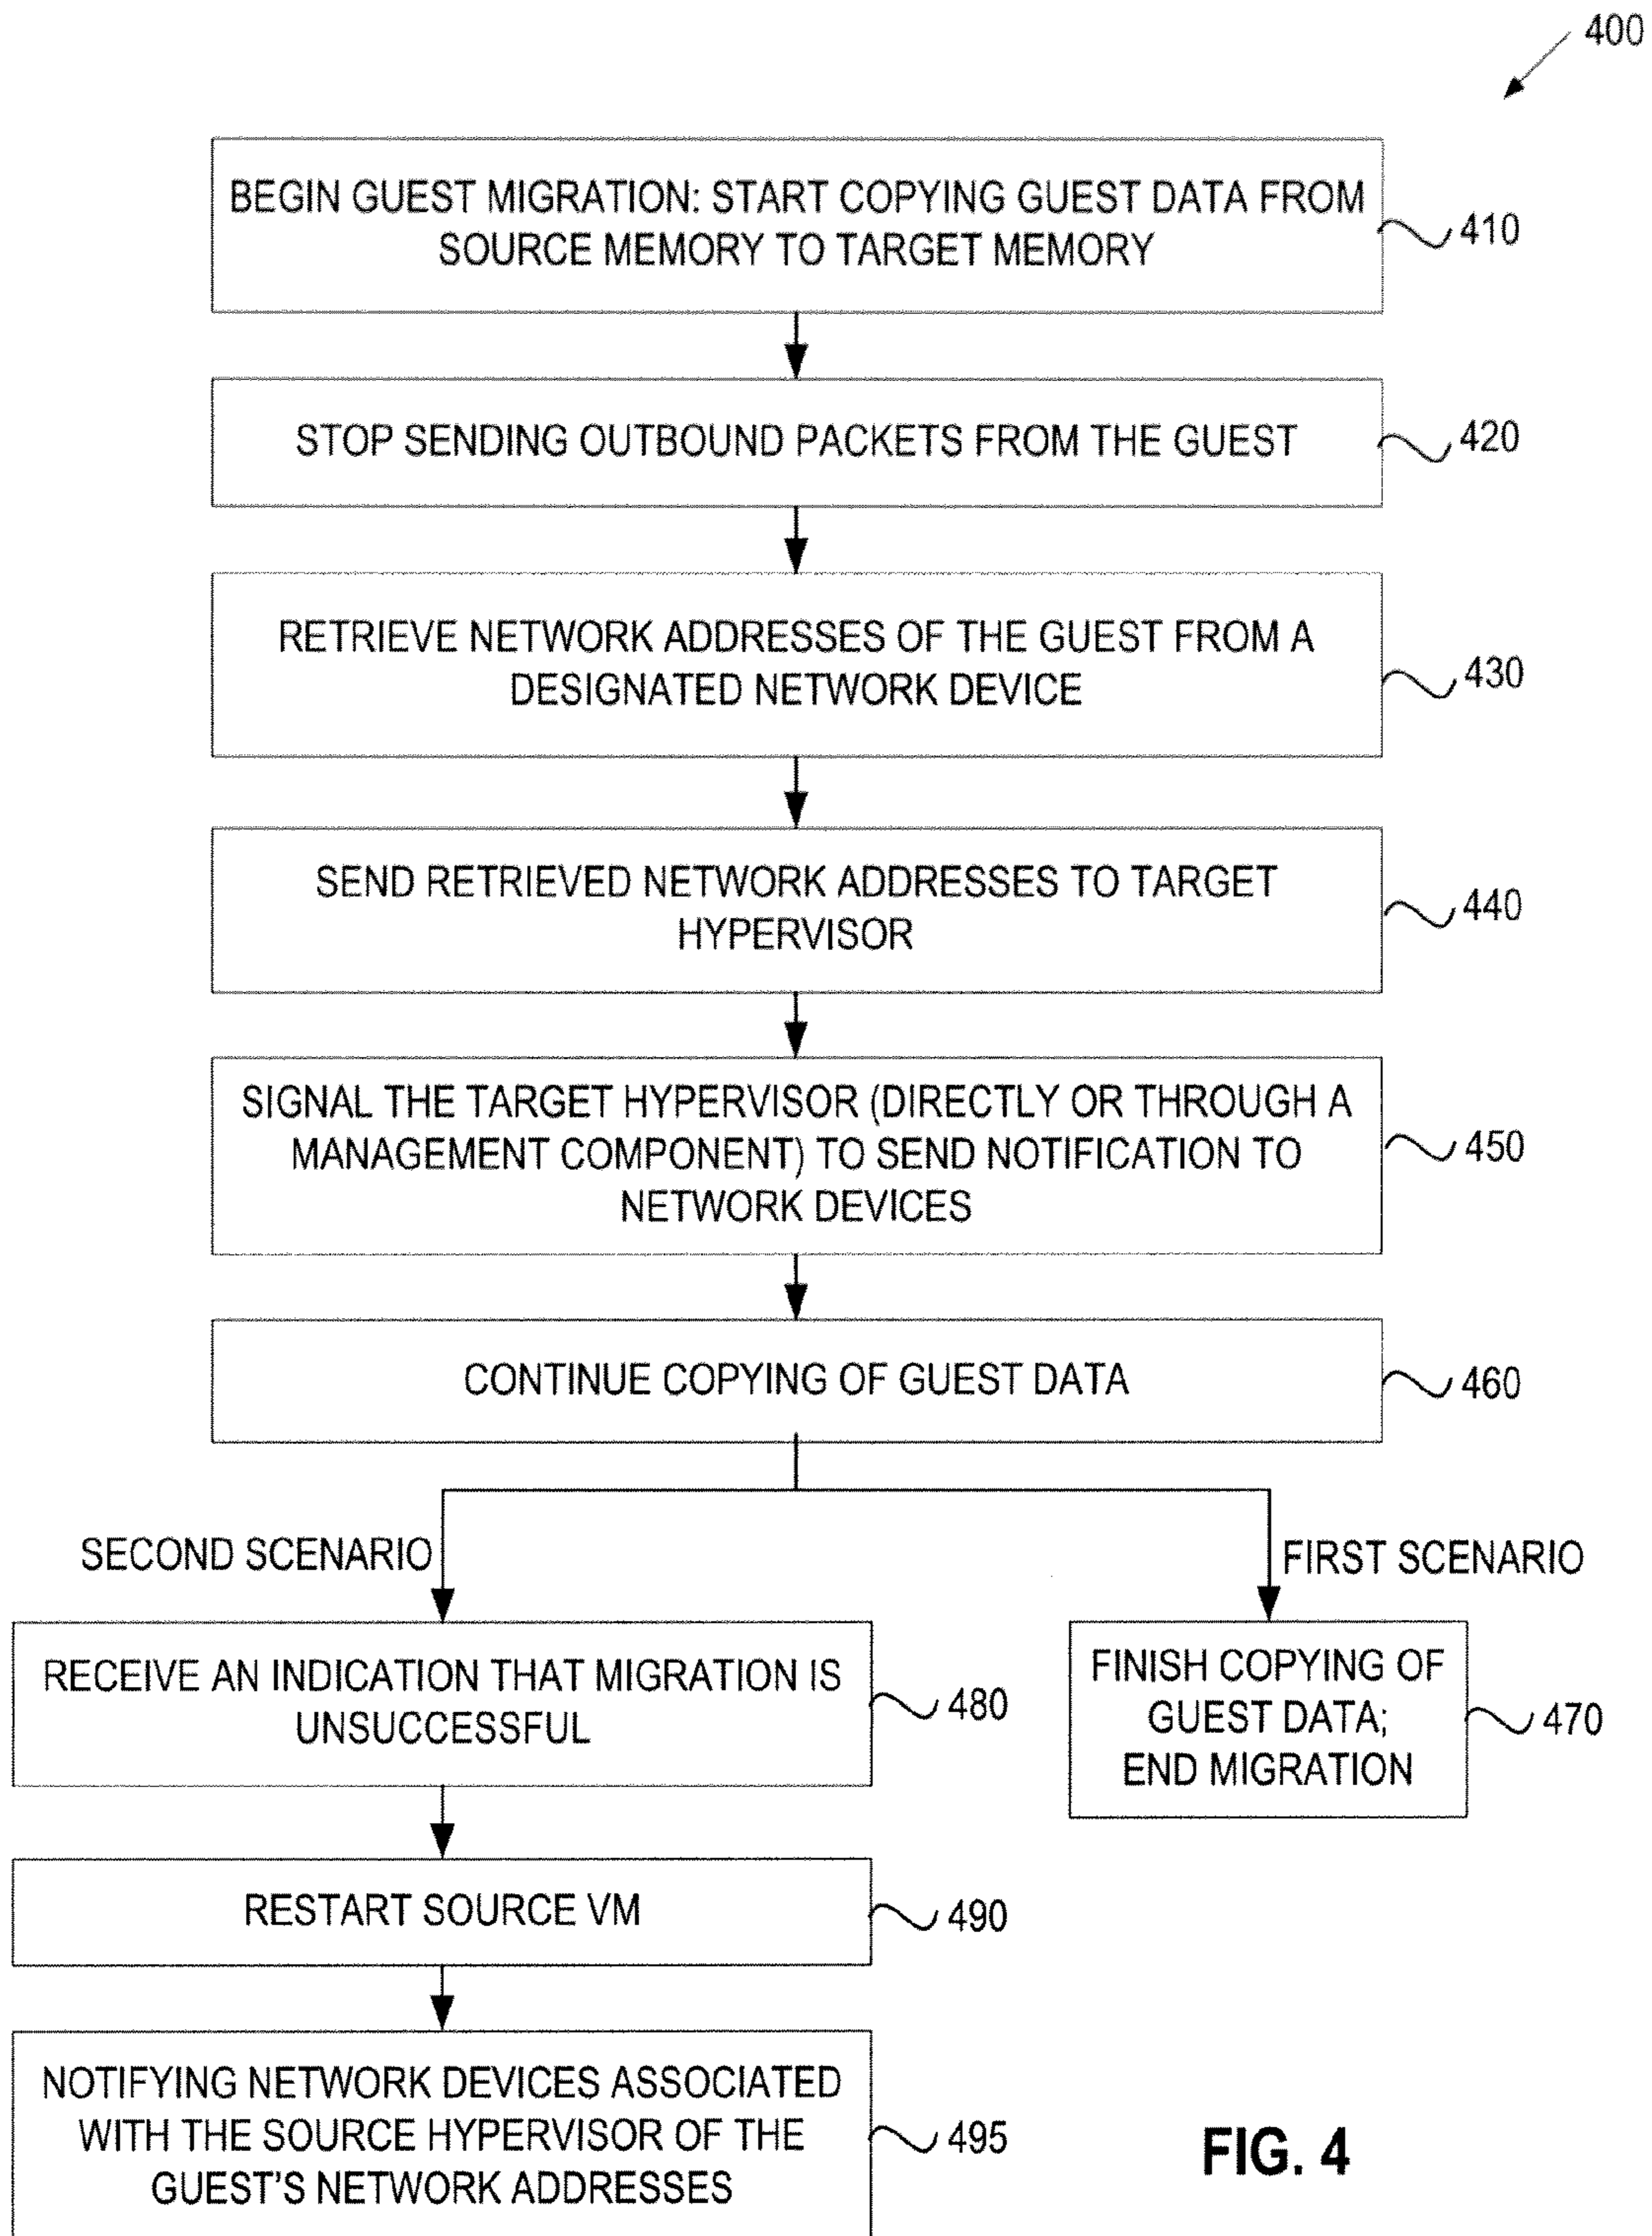 400
BEGIN GUEST MIGRATION: START COPYING GUEST DATA FROM
SOURCE MEMORY TO TARGET MEMORY
410
STOP SENDING OUTBOUND PACKETS FROM THE GUEST
420
RETRIEVE NETWORK ADDRESSES OF THE GUEST FROM A
DESIGNATED NETWORK DEVICE
430
SEND RETRIEVED NETWORK ADDRESSES TO TARGET
HYPERVISOR
440
SIGNAL THE TARGET HYPERVISOR (DIRECTLY OR THROUGH A
MANAGEMENT COMPONENT) TO SEND NOTIFICATION TO
NETWORK DEVICES
450
CONTINUE COPYING OF GUEST DATA
460
SECOND SCENARIO
FIRST SCENARIO
RECEIVE AN INDICATION THAT MIGRATION IS
UNSUCCESSFUL
480
FINISH COPYING OF
GUEST DATA;
END MIGRATION
470
RESTART SOURCE VM
490
NOTIFYING NETWORK DEVICES ASSOCIATED
WITH THE SOURCE HYPERVISOR OF THE
GUEST'S NETWORK ADDRESSES
495
FIG. 4